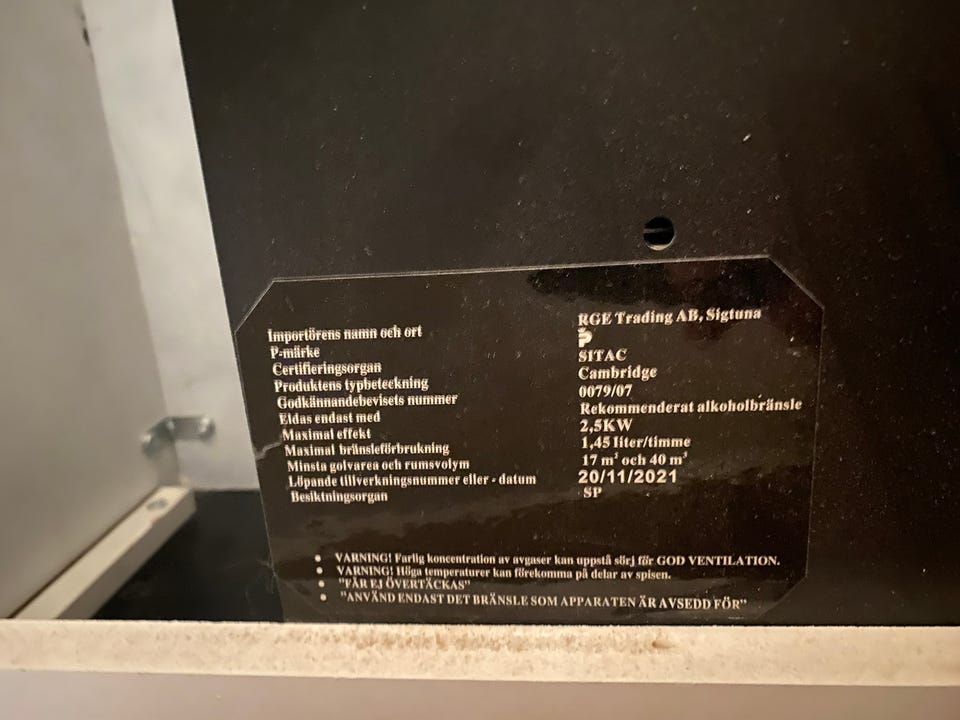 Importörens namn och ort RGE Trading AB, Sigtuna
P-märke P
Certifieringsorgan SITAC
Produktens typbeteckning Cambridge
Godkännandebevisets nummer 0079/07
Eldas endast med Rekommenderat alkoholbränsle
Maximal effekt 2,5KW
Maximal bränsleförbrukning 1,45 liter/timme
Minsta golvarea och rumsvolym 17 m² och 40 m³
Löpande tillverkningsnummer eller - datum 20/11/2021
Besiktningsorgan SP
• VARNING! Farlig koncentration av avgaser kan uppstå sörj för GOD VENTILATION.
• VARNING! Höga temperaturer kan förekomma på delar av spisen.
• "FÅR EJ ÖVERTÄCKAS"
• "ANVÄND ENDAST DET BRÄNSLE SOM APPARATEN ÄR AVSEDD FÖR"